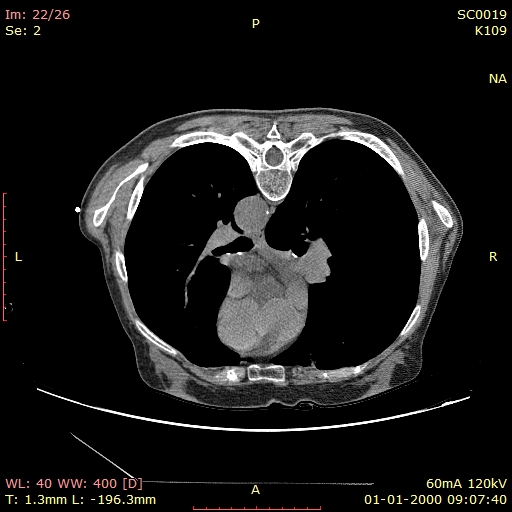 Im: 22/26
Se: 2
P
SC0019
K109
NA
L
R
WL: 40 WW: 400 [D]
T: 1.3mm L: -196.3mm
A
60mA 120kV
01-01-2000 09:07:40